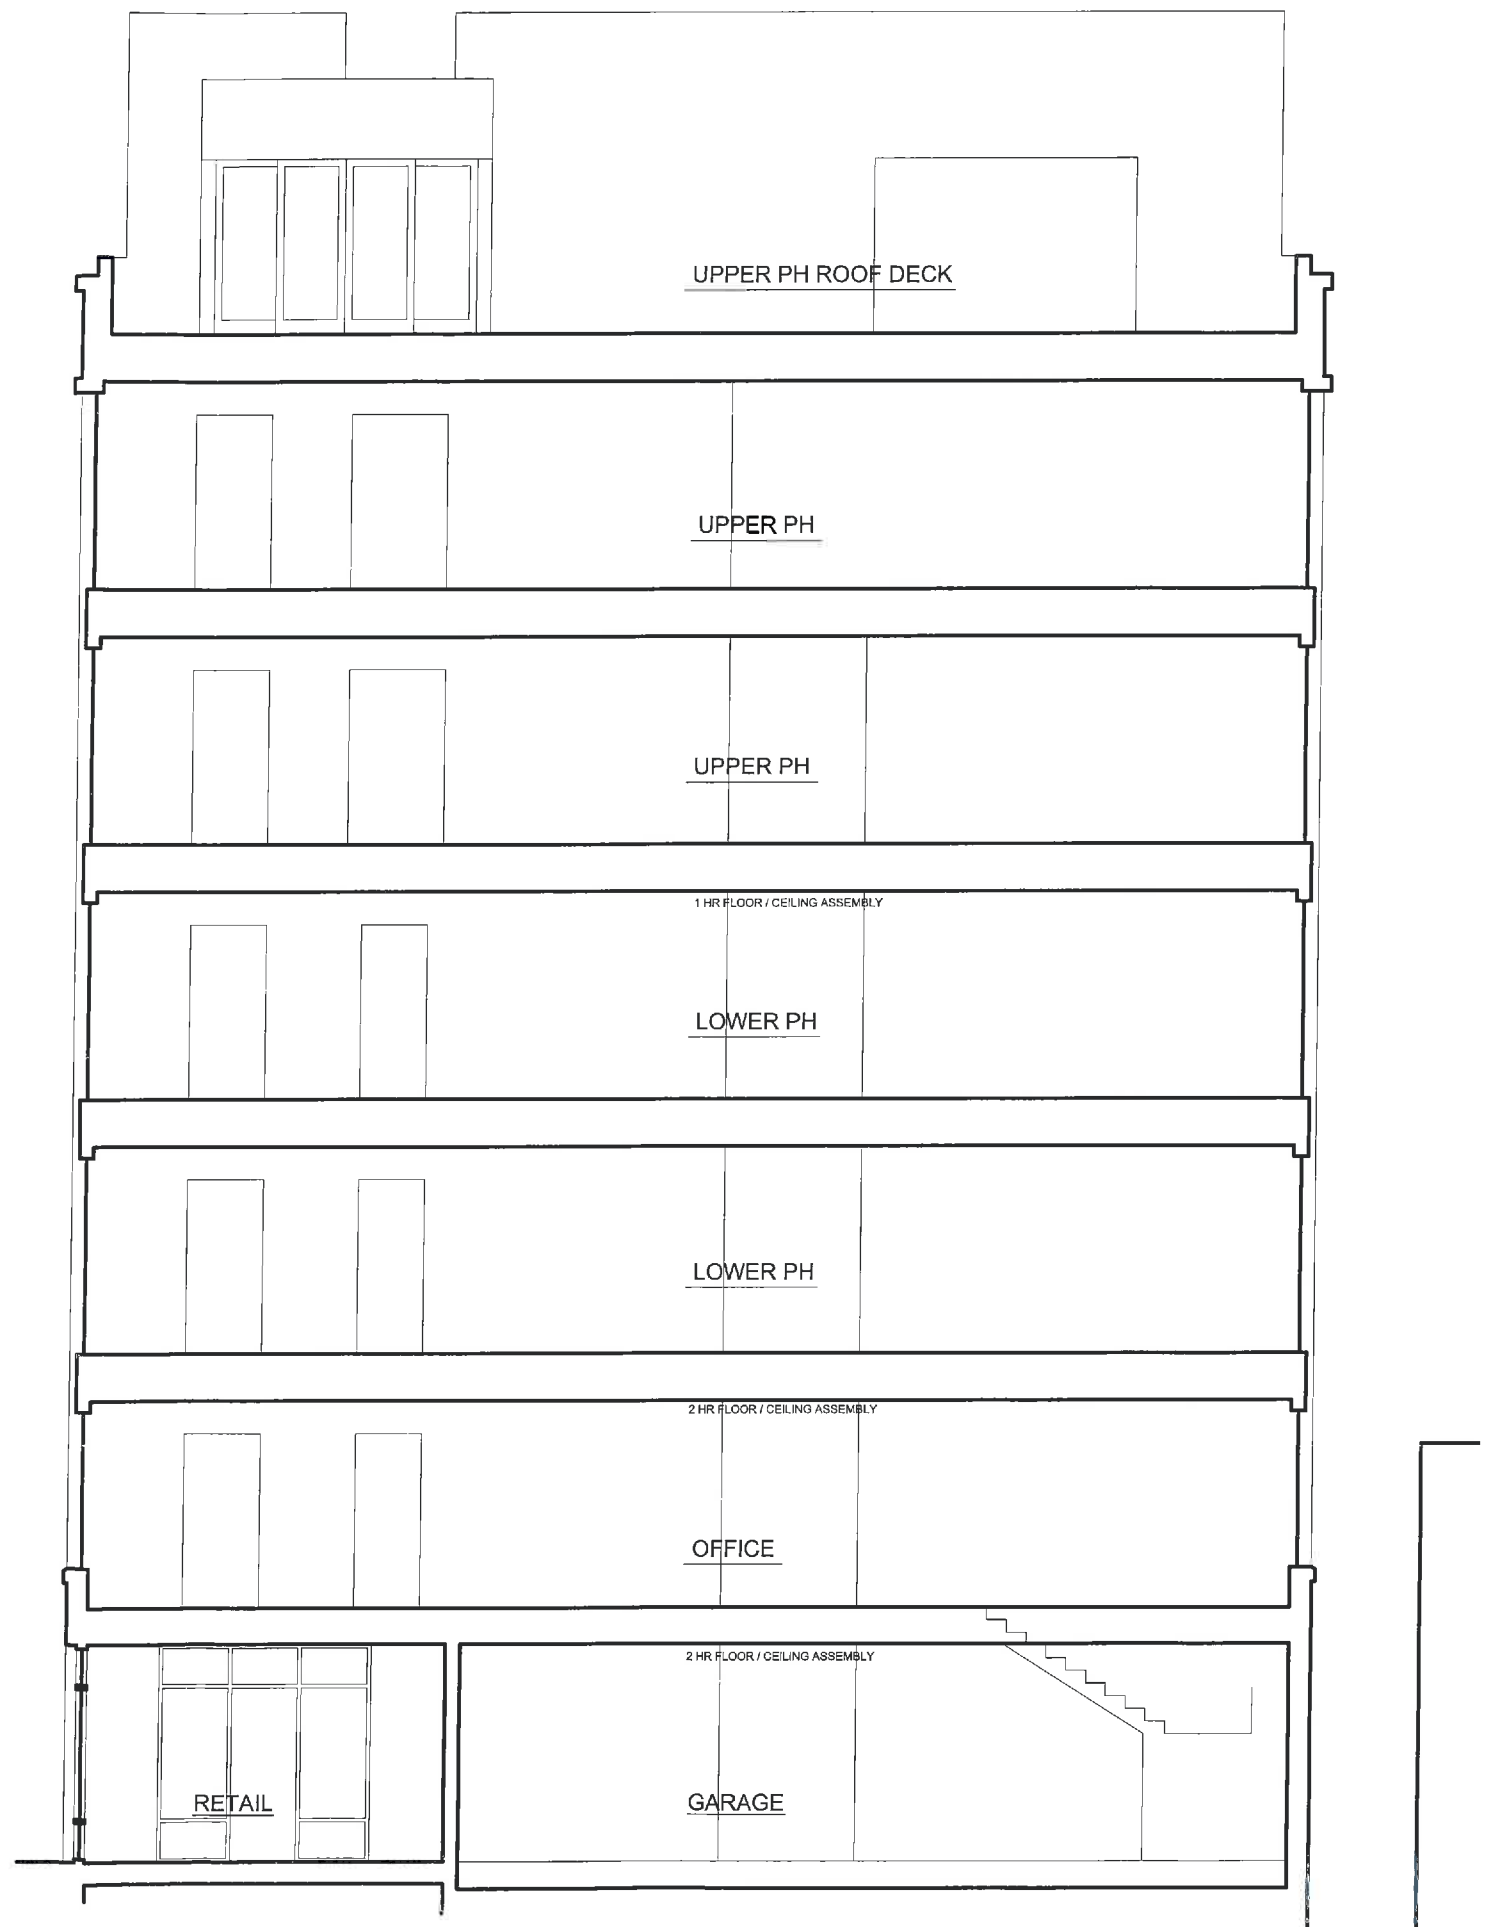 UPPER PH ROOF DECK
UPPER PH
UPPER PH
1 HR FLOOR / CEILING ASSEMBLY
LOWER PH
LOWER PH
2 HR FLOOR / CEILING ASSEMBLY
OFFICE
2 HR FLOOR / CEILING ASSEMBLY
RETAIL
GARAGE